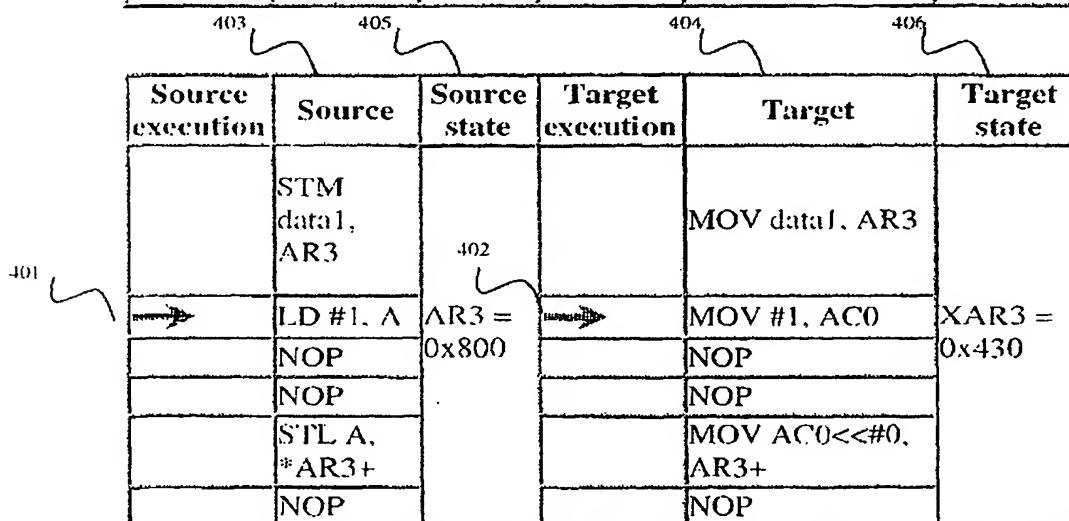 403 405 404 406
Source execution Source Source state Target execution Target Target state
STM data1, AR3 MOV data1, AR3
401 402
LD #1, A AR3 = 0x800 MOV #1, AC0 XAR3 = 0x430
NOP NOP
NOP NOP
STL A, *AR3+ MOV AC0<<#0, AR3+
NOP NOP